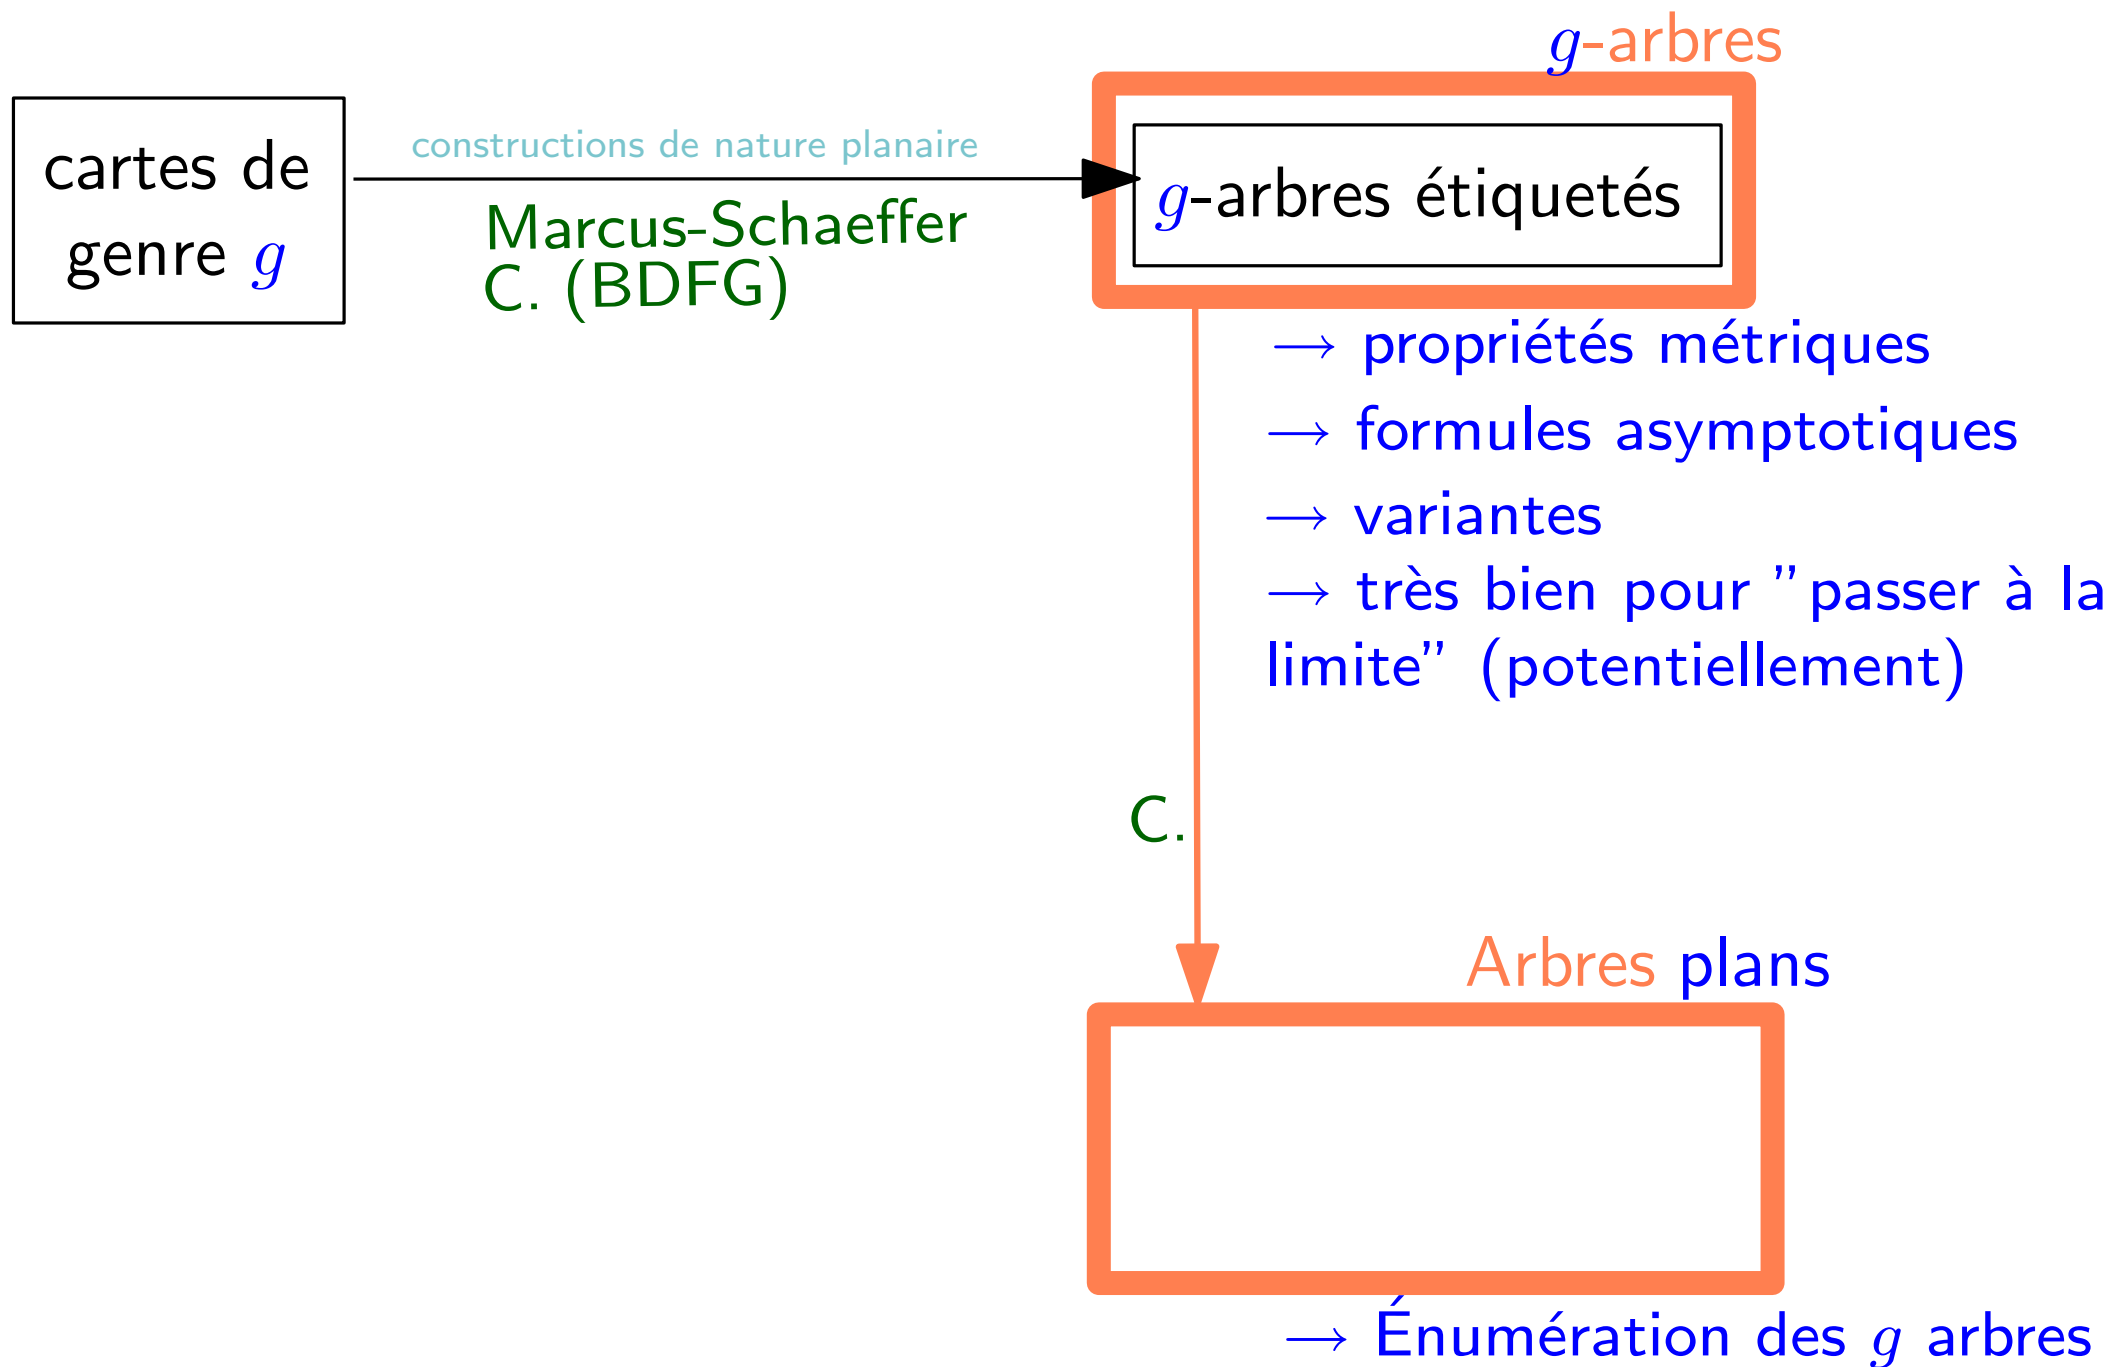 g-arbres
cartes de
genre g
constructions de nature planaire
Marcus-Schaeffer
C. (BDFG)
g-arbres étiquetés
→ propriétés métriques
→ formules asymptotiques
→ variantes
→ très bien pour ”passer à la
limite” (potentiellement)
C.
Arbres plans
→ Énumération des g arbres